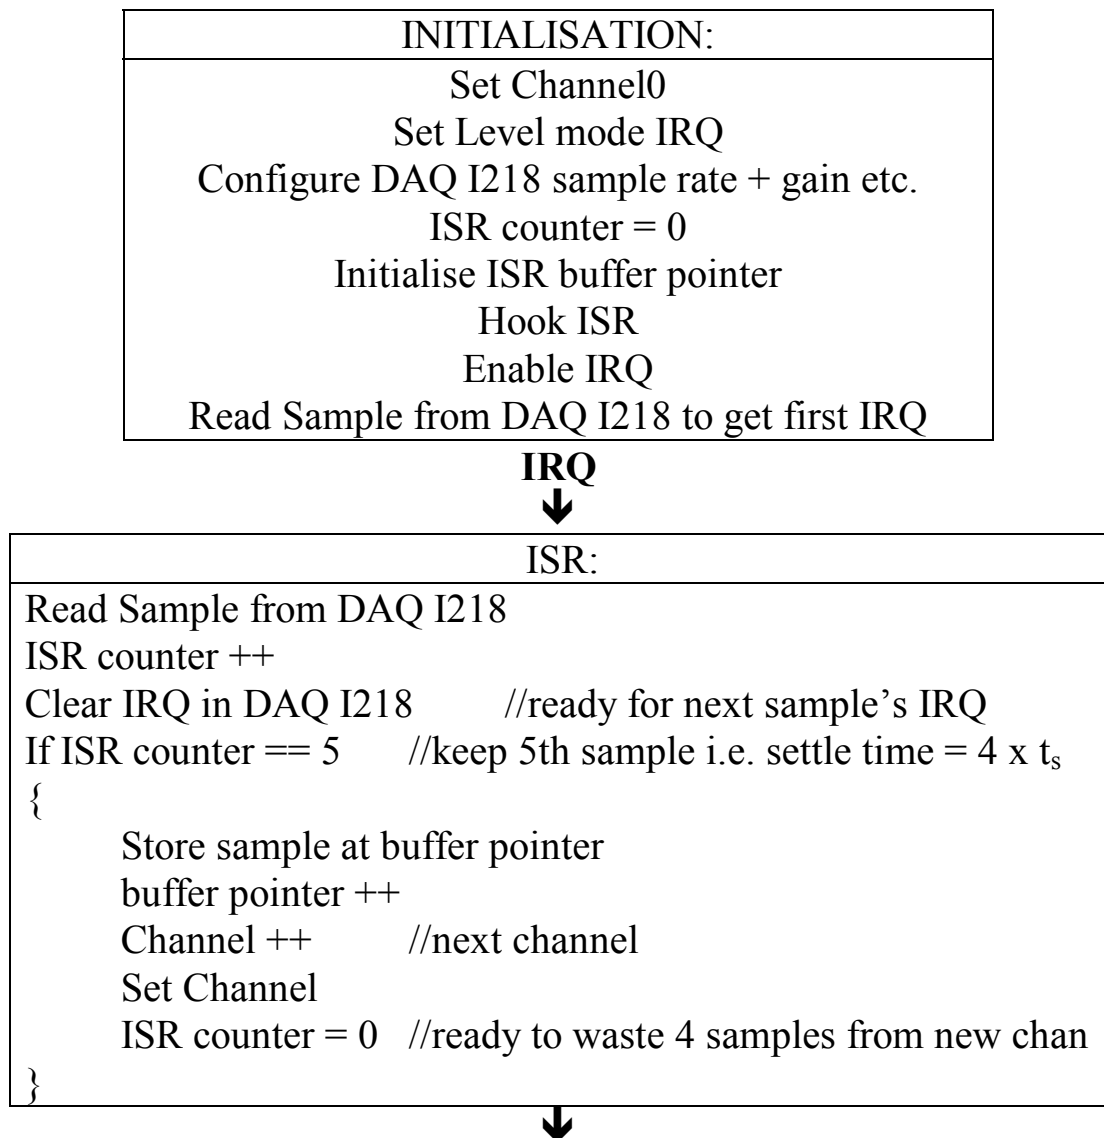 INITIALISATION:
Set Channel0
Set Level mode IRQ
Configure DAQ I218 sample rate + gain etc.
ISR counter = 0
Initialise ISR buffer pointer
Hook ISR
Enable IRQ
Read Sample from DAQ I218 to get first IRQ
IRQ
ISR:
Read Sample from DAQ I218
ISR counter ++
Clear IRQ in DAQ I218 //ready for next sample’s IRQ
If ISR counter == 5 //keep 5th sample i.e. settle time = 4 x ts
{
Store sample at buffer pointer
buffer pointer ++
Channel ++ //next channel
Set Channel
ISR counter = 0 //ready to waste 4 samples from new chan
}